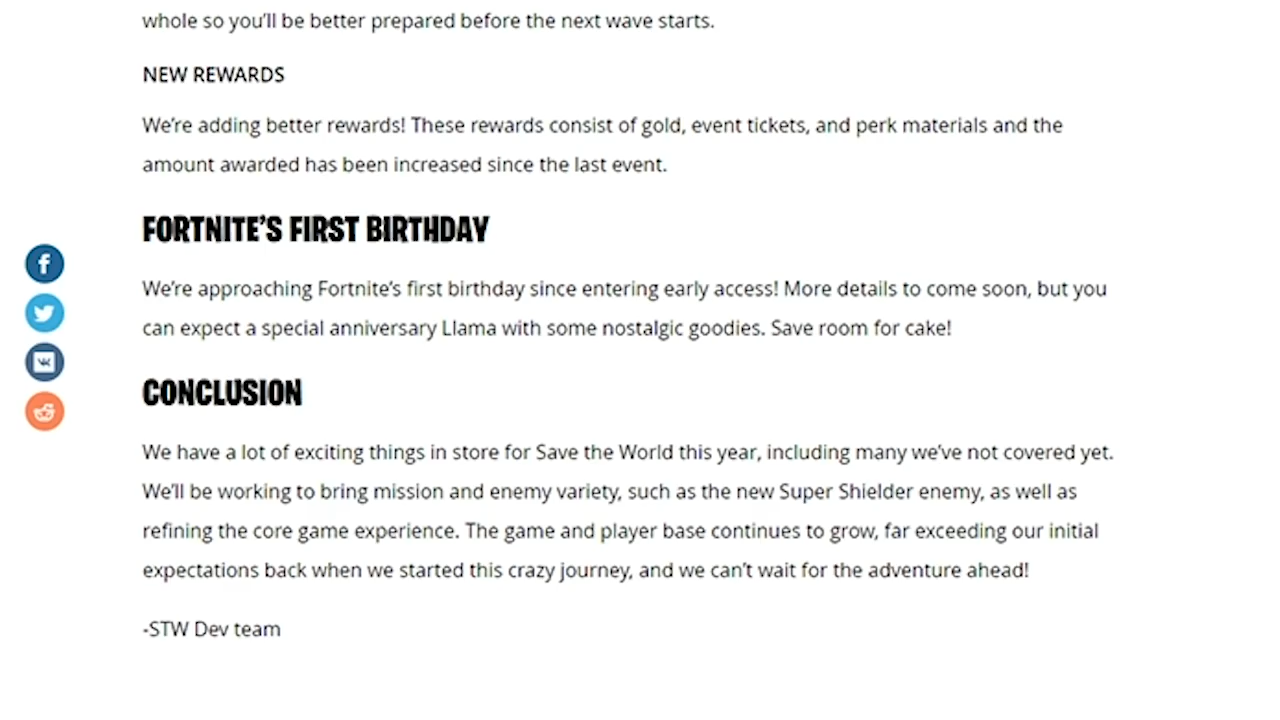 whole so you'll be better prepared before the next wave starts.
NEW REWARDS
We're adding better rewards! These rewards consist of gold, event tickets, and perk materials and the
amount awarded has been increased since the last event.
FORTNITE'S FIRST BIRTHDAY
We're approaching Fortnite's first birthday since entering early access! More details to come soon, but you
can expect a special anniversary Llama with some nostalgic goodies. Save room for cake!
CONCLUSION
We have a lot of exciting things in store for Save the World this year, including many we've not covered yet.
We'll be working to bring mission and enemy variety, such as the new Super Shielder enemy, as well as
refining the core game experience. The game and player base continues to grow, far exceeding our initial
expectations back when we started this crazy journey, and we can't wait for the adventure ahead!
-STW Dev team